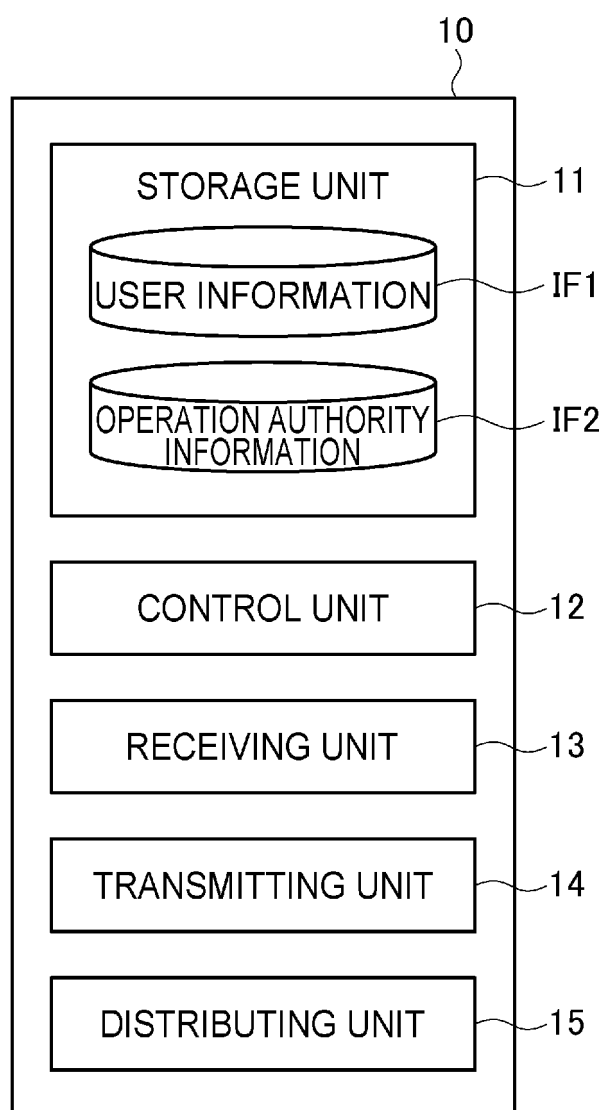 10
STORAGE UNIT
11
USER INFORMATION
IF1
OPERATION AUTHORITY
INFORMATION
IF2
CONTROL UNIT
12
RECEIVING UNIT
13
TRANSMITTING UNIT
14
DISTRIBUTING UNIT
15